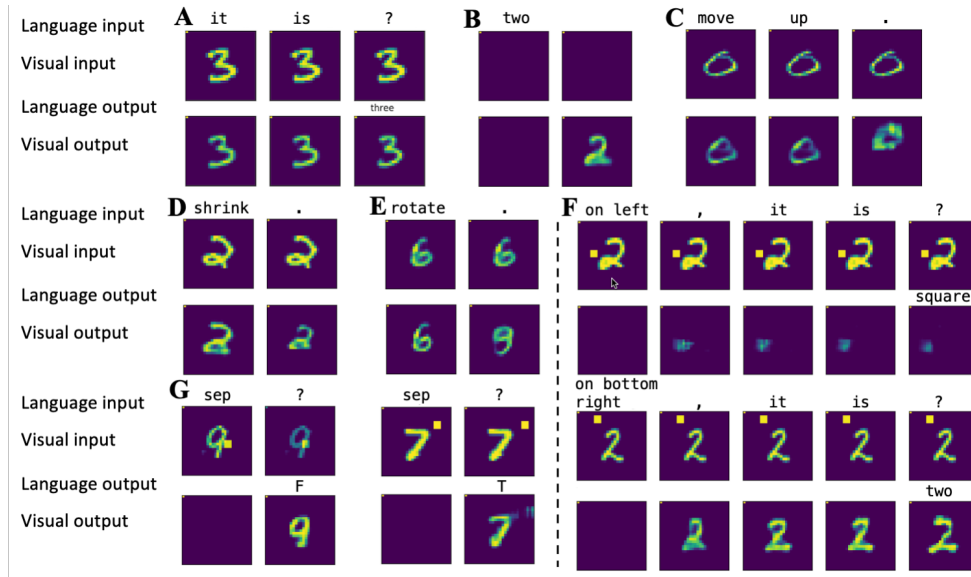 Language input
Visual input
Language output
Visual output
A it is ?
three
B two
C move up .
Language input
Visual input
Language output
Visual output
D shrink .
E rotate .
F on left , it is ?
square
Language input
Visual input
Language output
Visual output
G sep ?
F
sep ?
T
on bottom
right , it is ?
two